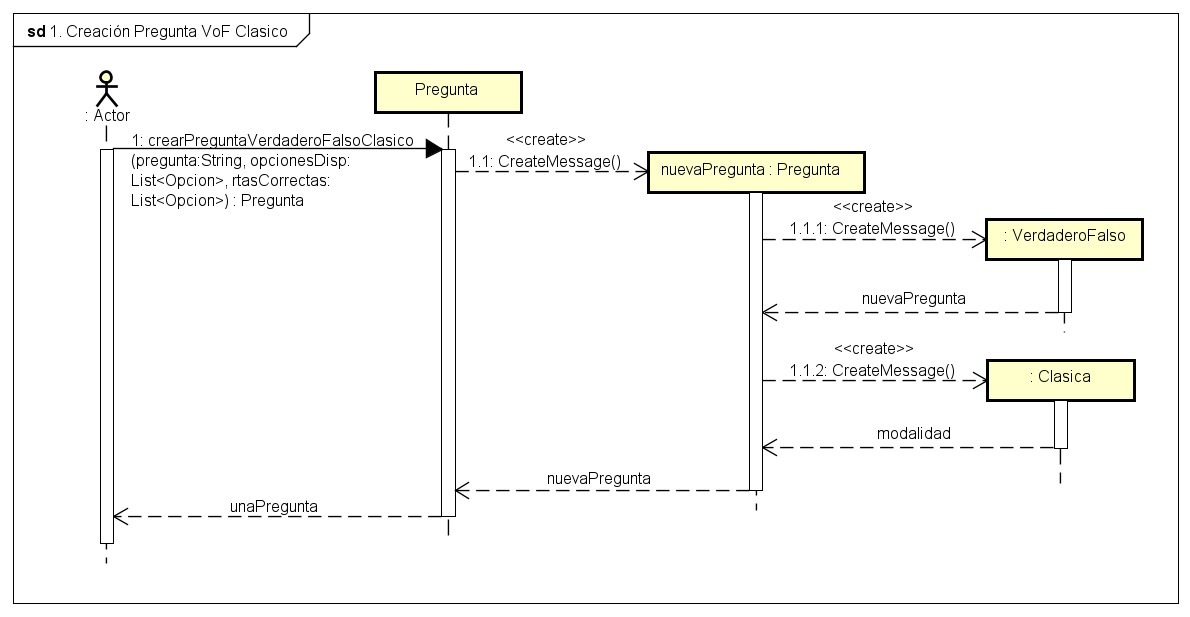 sd 1. Creación Pregunta VoF Clasico
: Actor
Pregunta
1: crearPreguntaVerdaderoFalsoClasico
(pregunta:String, opcionesDisp:
List<Opcion>, rtasCorrectas:
List<Opcion>) : Pregunta
<<create>>
1.1: CreateMessage()
nuevaPregunta : Pregunta
<<create>>
1.1.1: CreateMessage()
: VerdaderoFalso
nuevaPregunta
<<create>>
1.1.2: CreateMessage()
: Clasica
modalidad
nuevaPregunta
unaPregunta